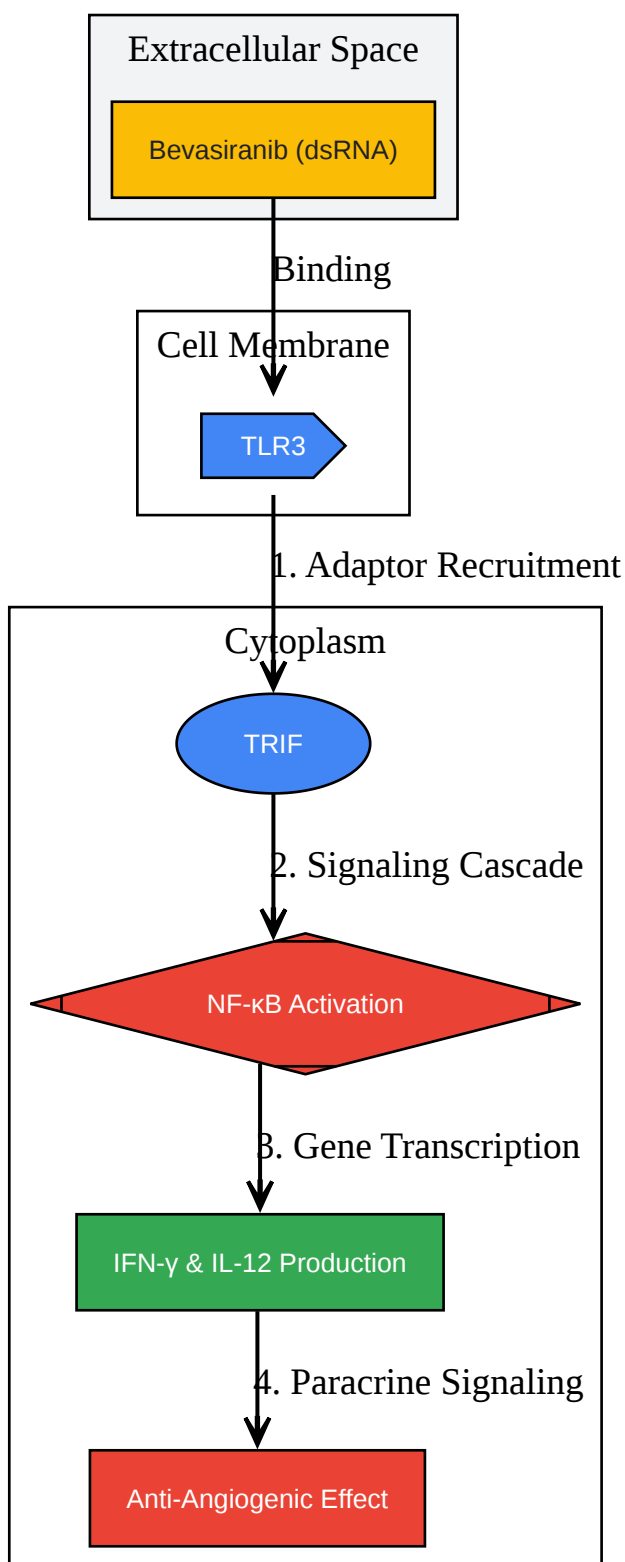 Extracellular Space
Bevasiranib (dsRNA)
Binding
Cell Membrane
TLR3
1. Adaptor Recruitment
Cytoplasm
TRIF
2. Signaling Cascade
NF-κB Activation
3. Gene Transcription
IFN-γ & IL-12 Production
4. Paracrine Signaling
Anti-Angiogenic Effect